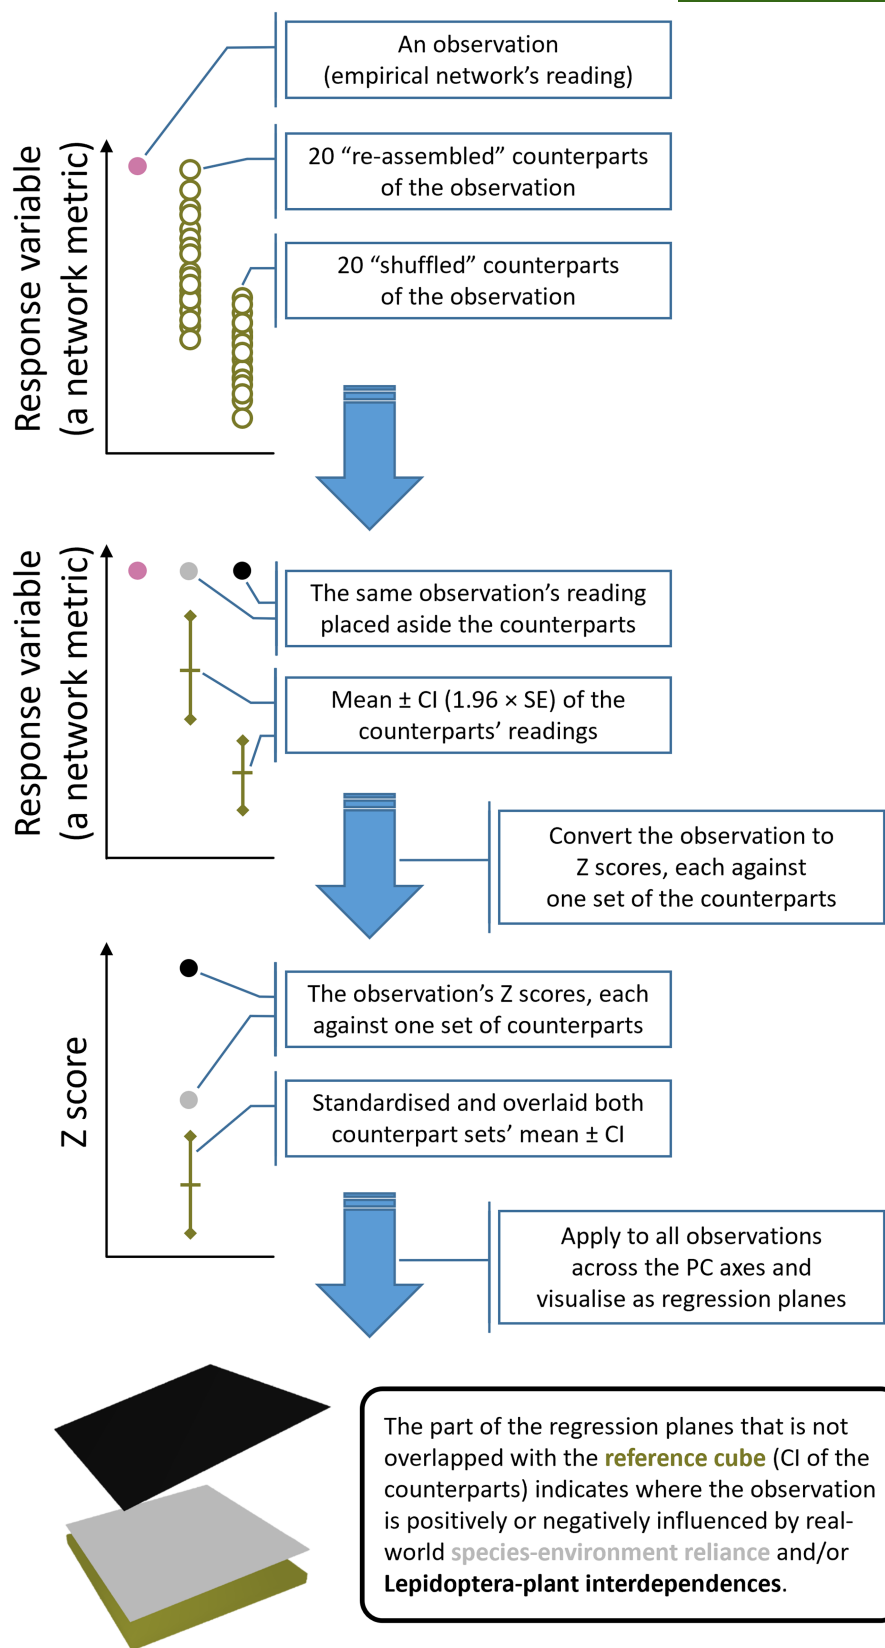 An observation
(empirical network's reading)
20 “re-assembled” counterparts
of the observation
20 “shuffled” counterparts
of the observation
Response variable
(a network metric)
The same observation's reading
placed aside the counterparts
Mean ± CI (1.96 × SE) of the
counterparts' readings
Response variable
(a network metric)
Convert the observation to
Z scores, each against
one set of the counterparts
The observation's Z scores, each
against one set of counterparts
Standardised and overlaid both
counterpart sets' mean ± CI
Z score
Apply to all observations
across the PC axes and
visualise as regression planes
The part of the regression planes that is not
overlapped with the reference cube (CI of the
counterparts) indicates where the observation
is positively or negatively influenced by real-
world species-environment reliance and/or
Lepidoptera-plant interdependences.